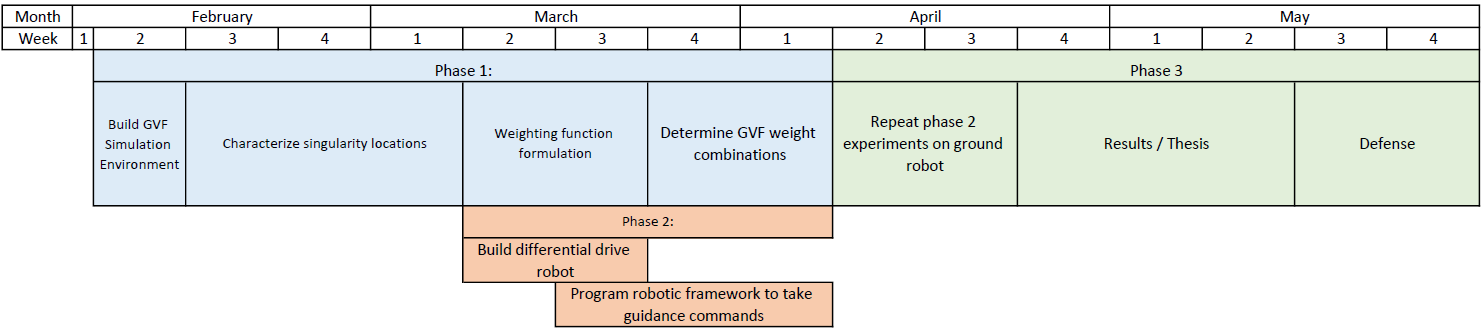 Month February March April May
Week 1 2 3 4 1 2 3 4 1 2 3 4 1 2 3 4
Phase 1: Phase 3
Build GVF
Simulation
Environment
Characterize singularity locations
Weighting function
formulation
Determine GVF weight
combinations
Repeat phase 2
experiments on ground
robot
Results / Thesis
Defense
Phase 2:
Build differential drive
robot
Program robotic framework to take
guidance commands